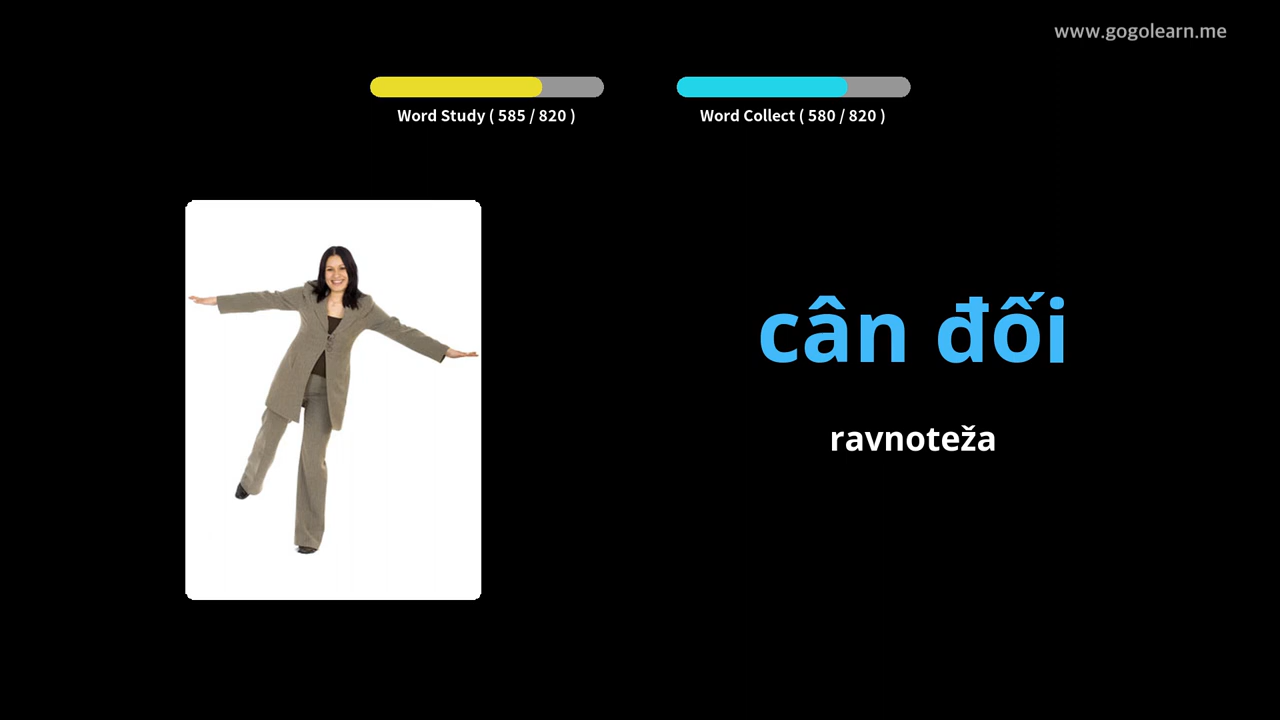 www.gogolearn.me
Word Study ( 585 / 820 )
Word Collect ( 580 / 820 )
cân đối
ravnoteža